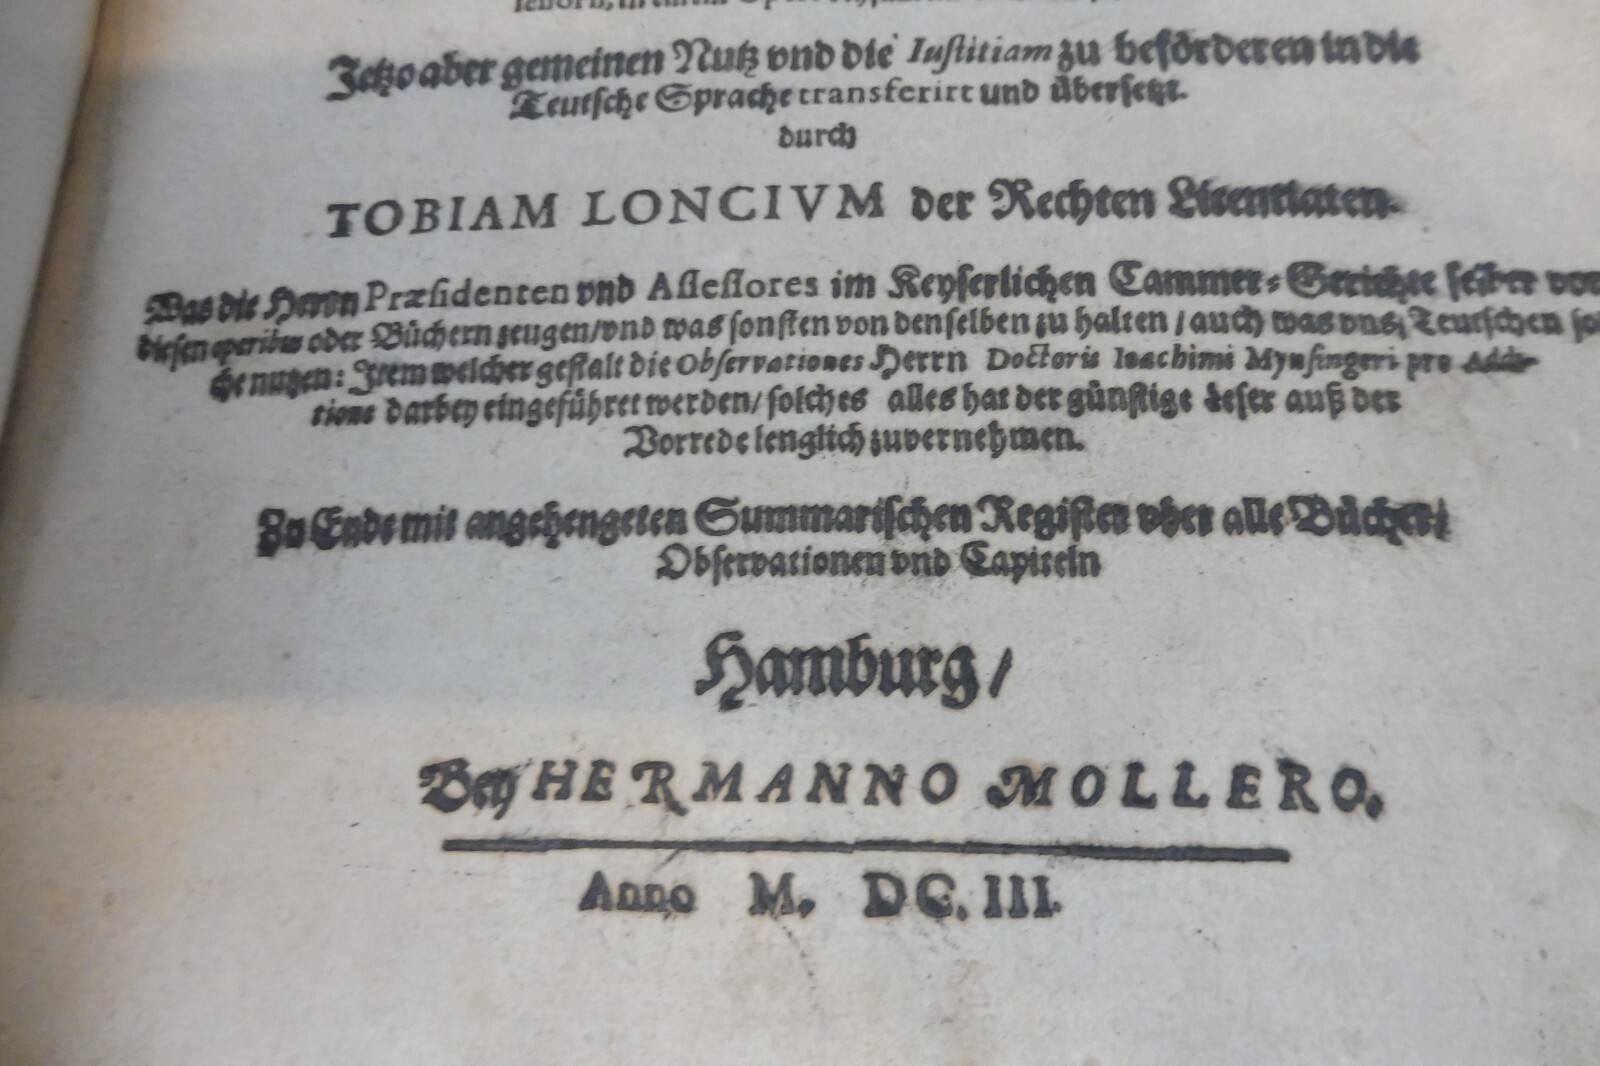 Jetzo aber gemeinen Nutz vnd die Iustitiam zu beförderen in die
Teutsche Sprache transferirt und übersetzt.
durch
TOBIAM LONCIVM der Rechten Licentiaten.
Was die Herrn Præsidenten vnd Assessores im Keyserlichen Cammer-Gerichte selber von
diesen operibus oder Büchern zeugen/vnd was sonsten von denselben zu halten/auch was vns Teutschen
che nutzen: Item welcher gestalt die Observationes Herrn Doctoris Ioachimi Mynsingeri pro Addi-
tione darbey eingeführet werden/solches alles hat der günstige Leser auß der
Vorrede lenglich zuvernehmen.
Zu Ende mit angehengeten Summarischen Register vber alle Bücher/
Observationen vnd Capiteln
Hamburg/
Bey HERMANNO MOLLERO.
Anno M. DC. III.